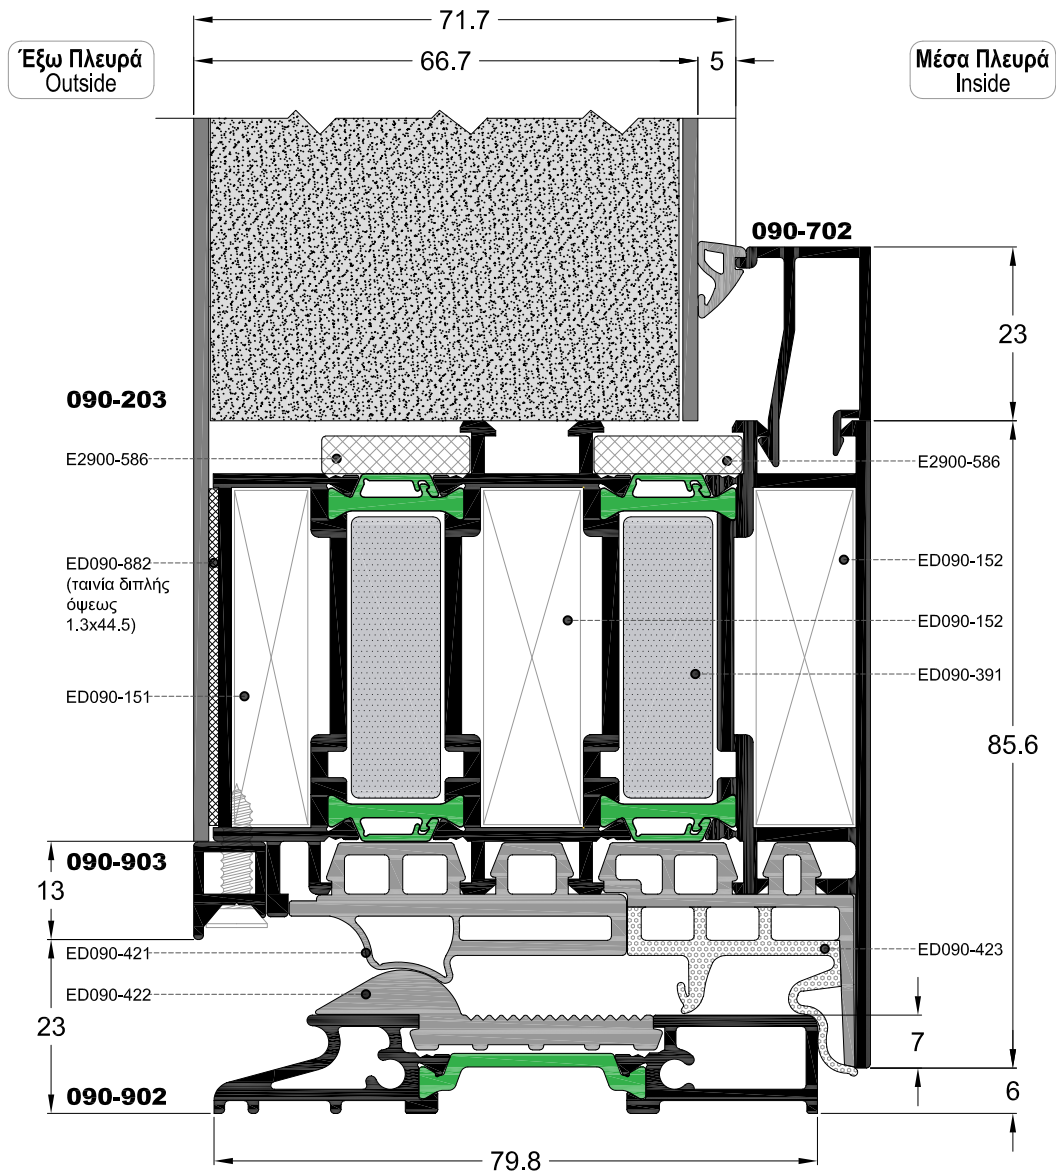 71.7
Έξω Πλευρά
Outside
66.7
5
Μέσα Πλευρά
Inside
090-702
23
090-203
E2900-586
E2900-586
ED090-882
(ταινία διπλής
όψεως
1.3x44.5)
ED090-152
ED090-152
ED090-391
ED090-151
85.6
090-903
13
ED090-421
ED090-423
ED090-422
23
7
090-902
6
79.8